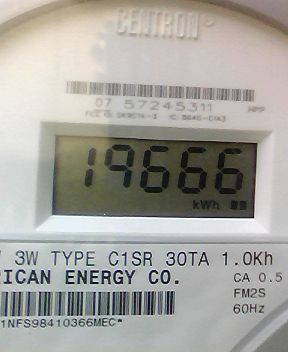 CENTRON
07 57245311
19666
kWh
3W TYPE C1SR 30TA 1.0Kh
RICAN ENERGY CO.
CA 0.5
FM2S
60Hz
1NFS98410366MEC*